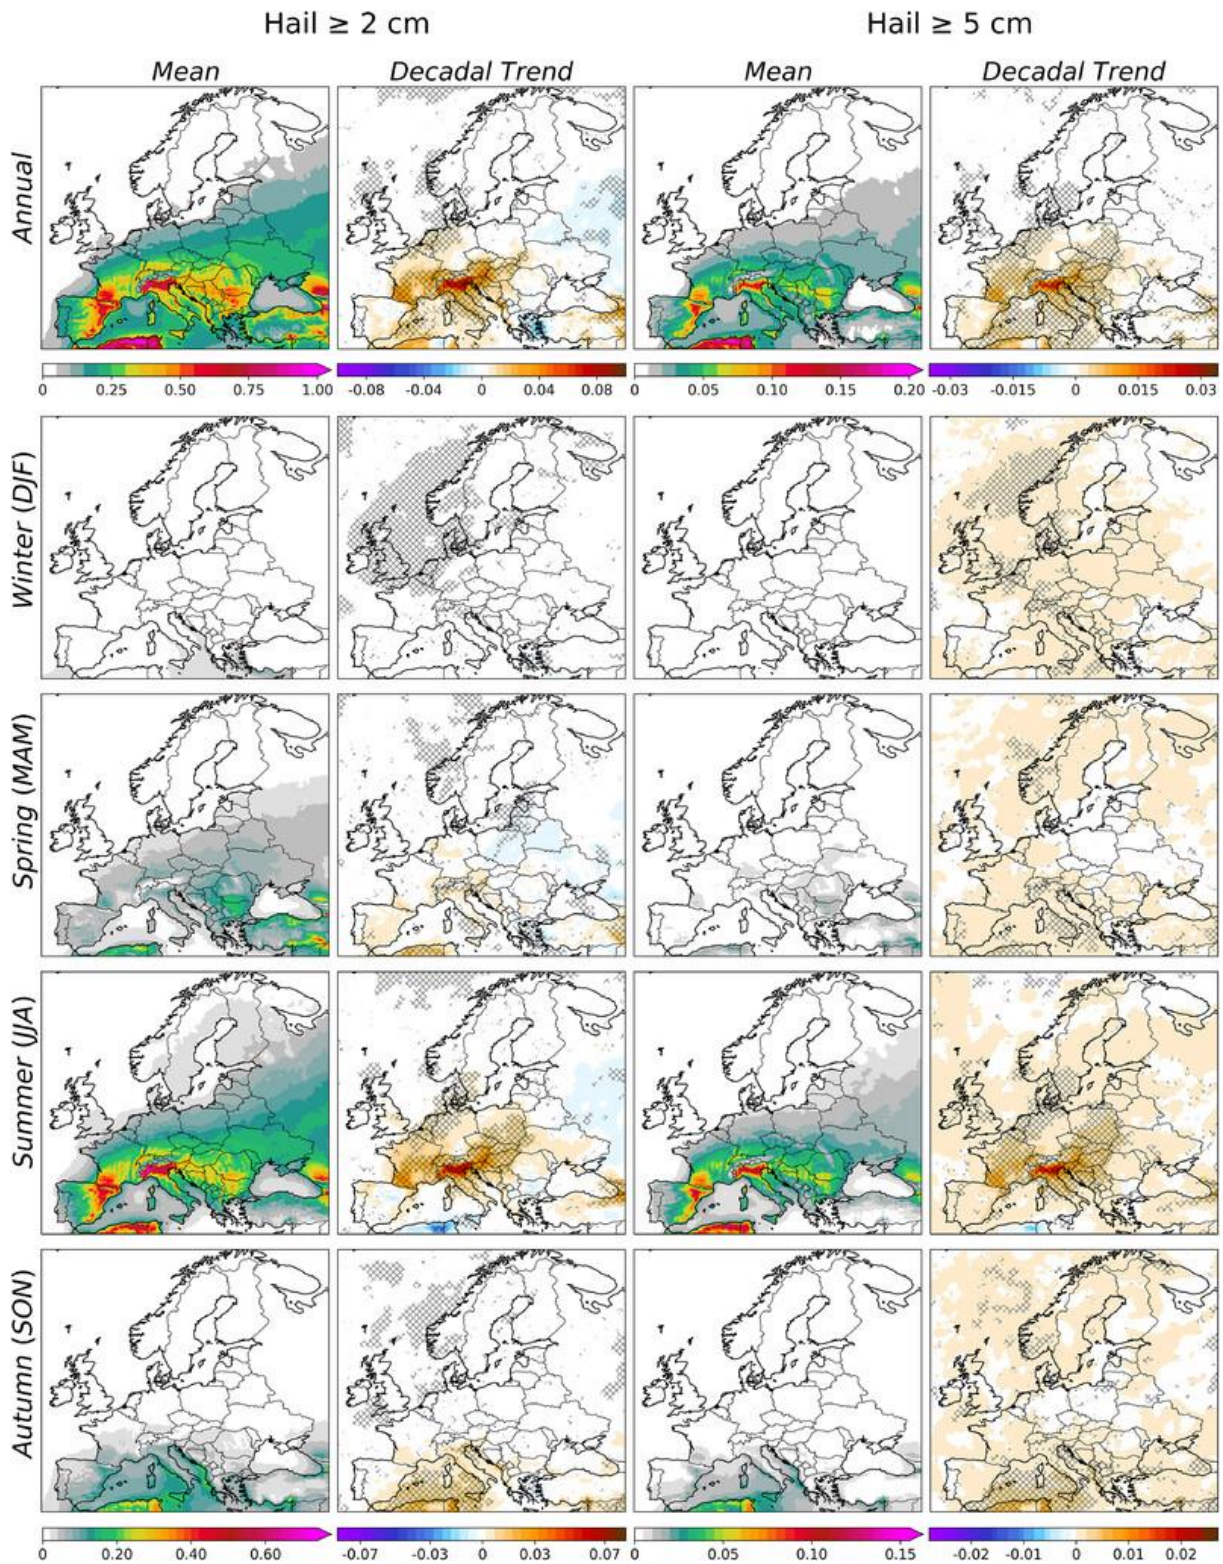 Hail ≥ 2 cm Hail ≥ 5 cm
Mean Decadal Trend Mean Decadal Trend
Annual
0 0.25 0.50 0.75 1.00 -0.08 -0.04 0 0.04 0.08 0 0.05 0.10 0.15 0.20 -0.03 -0.015 0 0.015 0.03
Winter (DJF)
Spring (MAM)
Summer (JJA)
Autumn (SON)
0 0.20 0.40 0.60 -0.07 -0.03 0 0.03 0.07 0 0.05 0.10 0.15 -0.02 -0.01 0 0.01 0.02